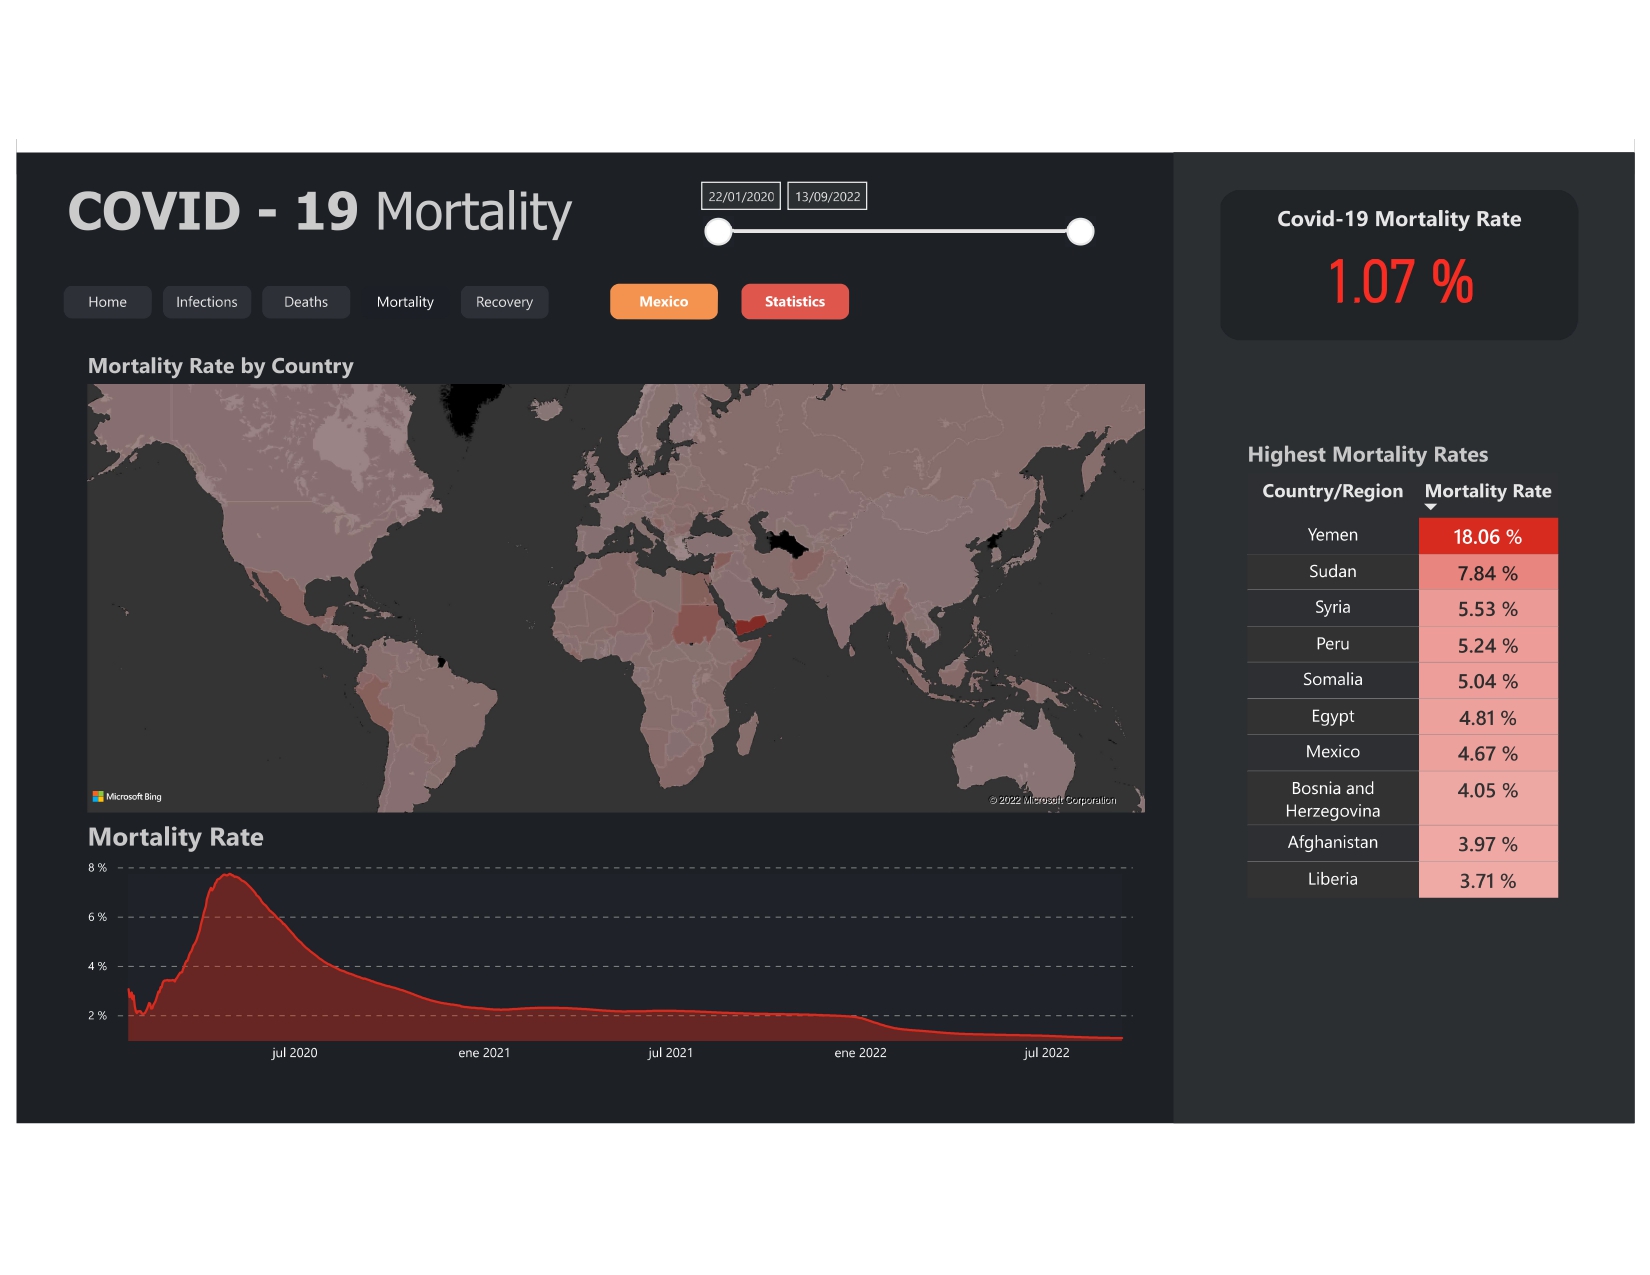 COVID - 19 Mortality
22/01/2020 13/09/2022
Home Infections Deaths Mortality Recovery Mexico Statistics
Mortality Rate by Country
Microsoft Bing
© 2022 Microsoft Corporation
Mortality Rate
8 %
6 %
4 %
2 %
jul 2020 ene 2021 jul 2021 ene 2022 jul 2022
Covid-19 Mortality Rate
1.07 %
Highest Mortality Rates
Country/Region Mortality Rate
Yemen 18.06 %
Sudan 7.84 %
Syria 5.53 %
Peru 5.24 %
Somalia 5.04 %
Egypt 4.81 %
Mexico 4.67 %
Bosnia and 4.05 %
Herzegovina
Afghanistan 3.97 %
Liberia 3.71 %